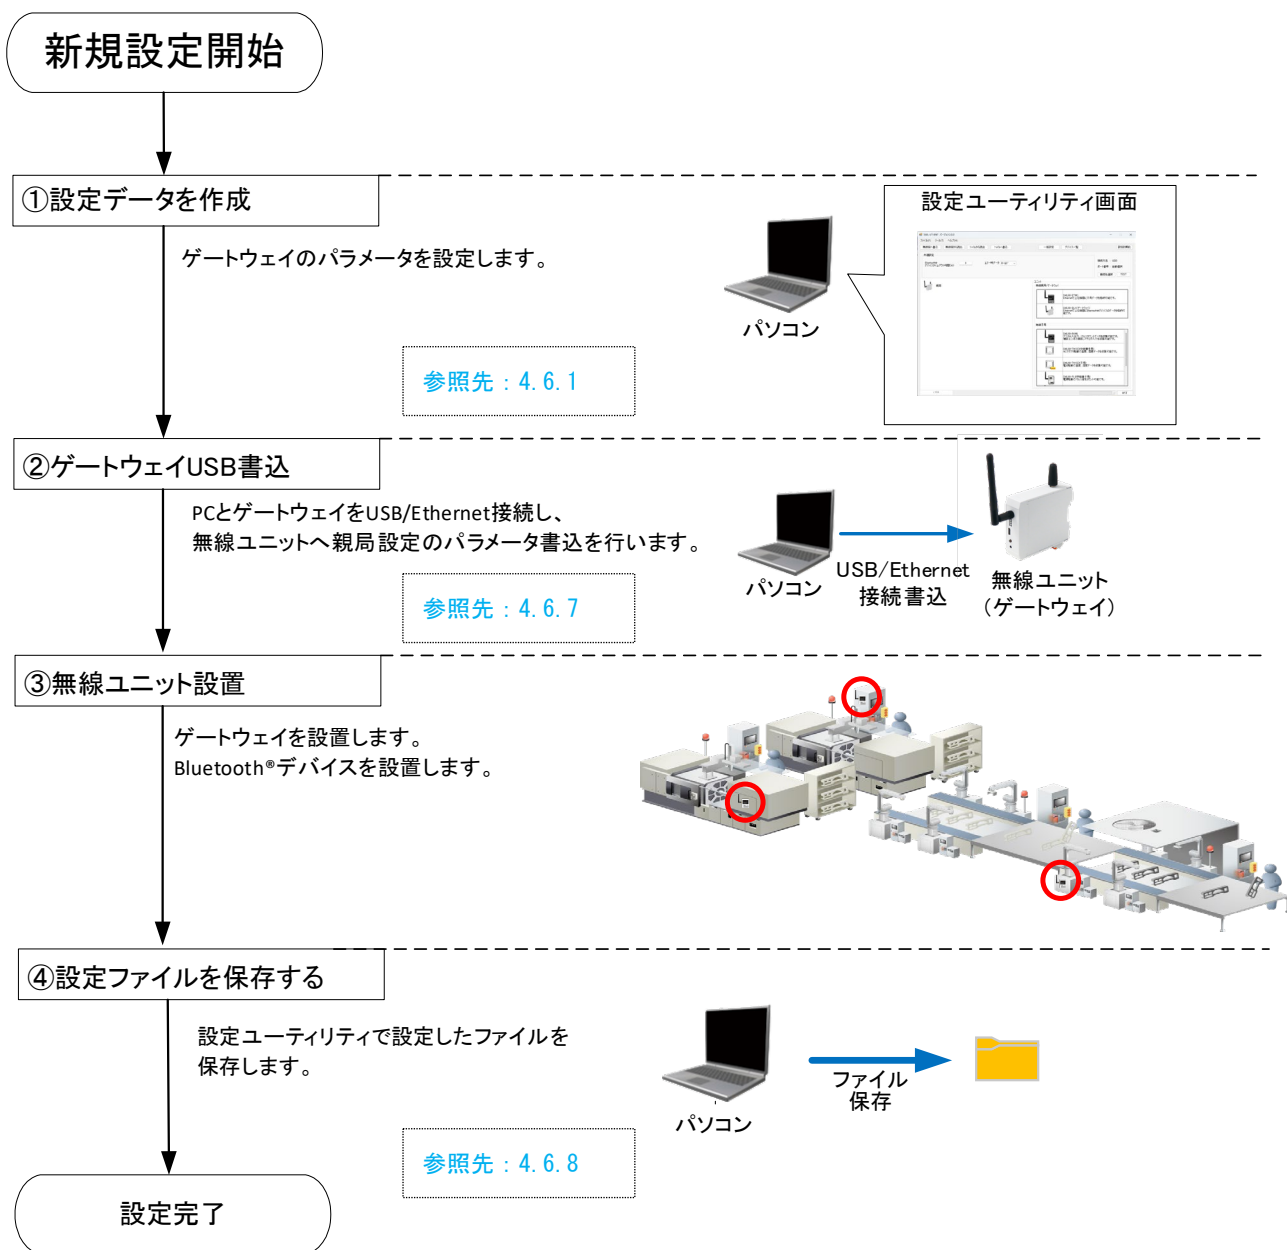 新規設定開始
①設定データを作成
ゲートウェイのパラメータを設定します。
参照先：4.6.1
パソコン
設定ユーティリティ画面
②ゲートウェイUSB書込
PCとゲートウェイをUSB/Ethernet接続し、
無線ユニットへ親局設定のパラメータ書込を行います。
参照先：4.6.7
パソコン
USB/Ethernet
接続書込
無線ユニット
（ゲートウェイ）
③無線ユニット設置
ゲートウェイを設置します。
Bluetooth®デバイスを設置します。
④設定ファイルを保存する
設定ユーティリティで設定したファイルを
保存します。
参照先：4.6.8
パソコン
ファイル
保存
設定完了